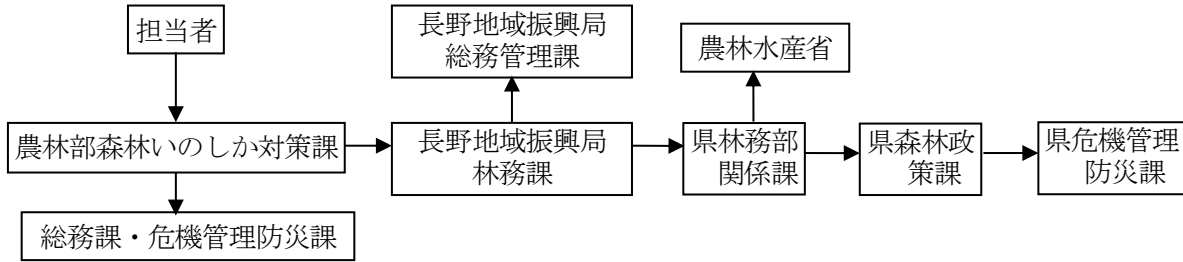 担当者
長野地域振興局
総務管理課
農林水産省
農林部森林いのしか対策課
長野地域振興局
林務課
県林務部
関係課
県森林政
策課
県危機管理
防災課
総務課・危機管理防災課